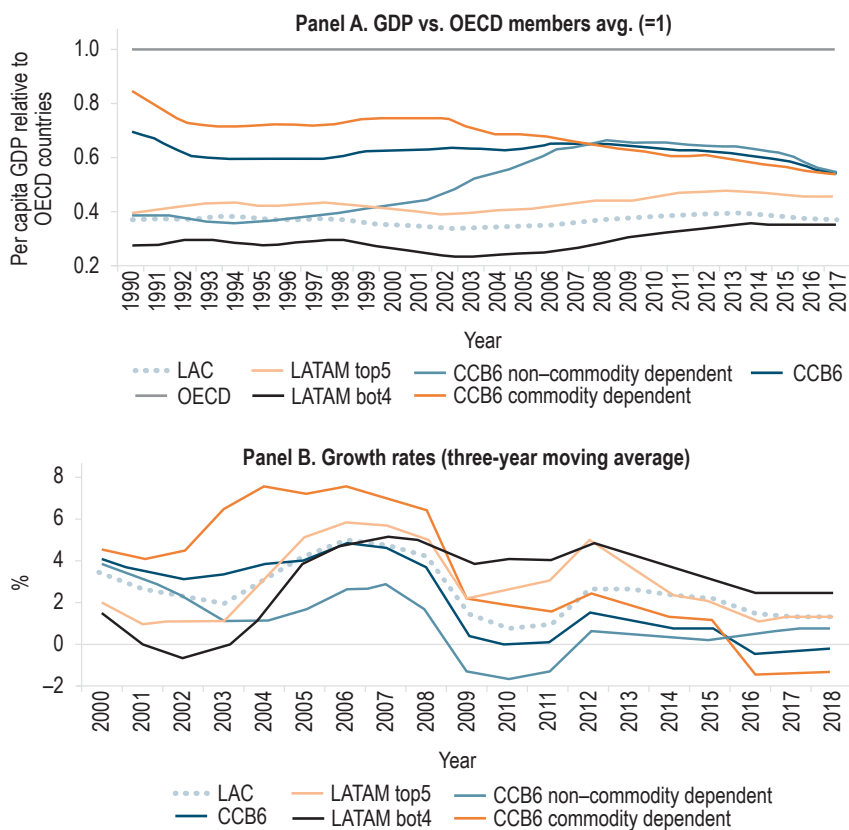 Panel A. GDP vs. OECD members avg. (=1)
Per capita GDP relative to
OECD countries
1.0
0.8
0.6
0.4
0.2
1990 1991 1992 1993 1994 1995 1996 1997 1998 1999 2000 2001 2002 2003 2004 2005 2006 2007 2008 2009 2010 2011 2012 2013 2014 2015 2016 2017
Year
LAC LATAM top5 CCB6 non–commodity dependent CCB6
OECD LATAM bot4 CCB6 commodity dependent
Panel B. Growth rates (three-year moving average)
%
8
6
4
2
0
–2
2000 2001 2002 2003 2004 2005 2006 2007 2008 2009 2010 2011 2012 2013 2014 2015 2016 2017 2018
Year
LAC LATAM top5 CCB6 non–commodity dependent
CCB6 LATAM bot4 CCB6 commodity dependent